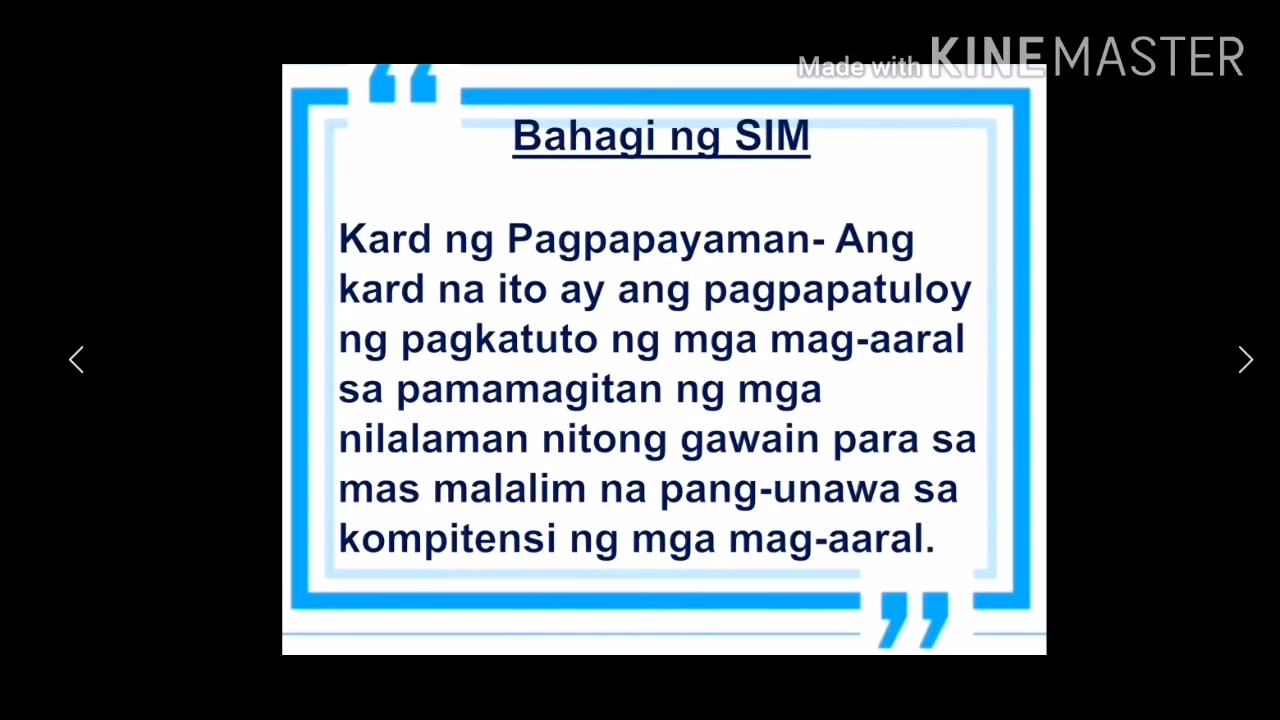 Made with KINEMASTER
Bahagi ng SIM
Kard ng Pagpapayaman- Ang
kard na ito ay ang pagpapatuloy
ng pagkatuto ng mga mag-aaral
sa pamamagitan ng mga
nilalaman nitong gawain para sa
mas malalim na pang-unawa sa
kompitensi ng mga mag-aaral.